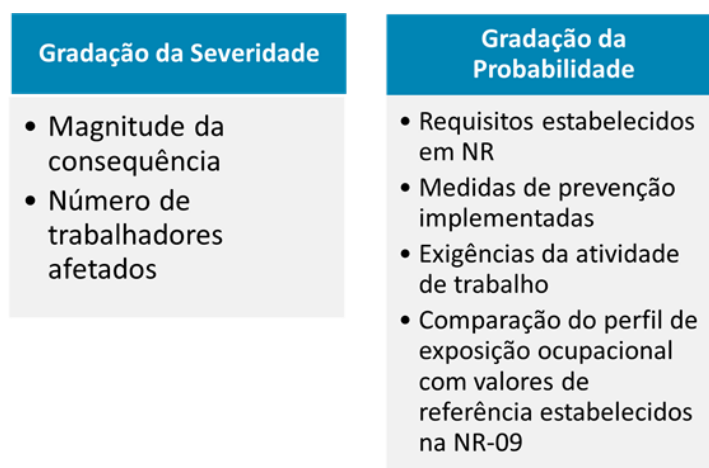 Gradação da Severidade
• Magnitude da
consequência
• Número de
trabalhadores
afetados
Gradação da
Probabilidade
• Requisitos estabelecidos
em NR
• Medidas de prevenção
implementadas
• Exigências da atividade
de trabalho
• Comparação do perfil de
exposição ocupacional
com valores de
referência estabelecidos
na NR-09